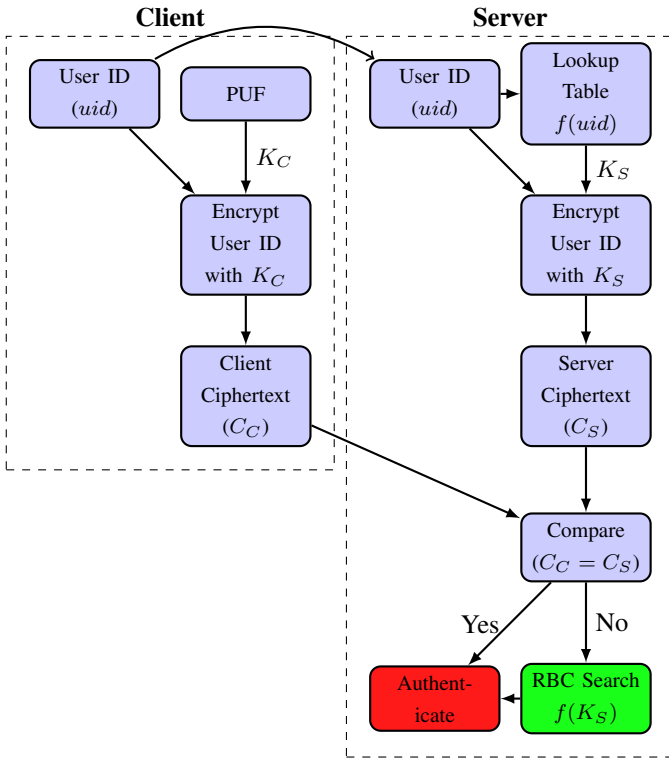 Client
User ID
(uid)
PUF
K_C
Encrypt
User ID
with K_C
Client
Ciphertext
(C_C)
Server
User ID
(uid)
Lookup
Table
f(uid)
K_S
Encrypt
User ID
with K_S
Server
Ciphertext
(C_S)
Compare
(C_C = C_S)
Yes
No
Authent-
icate
RBC Search
f(K_S)